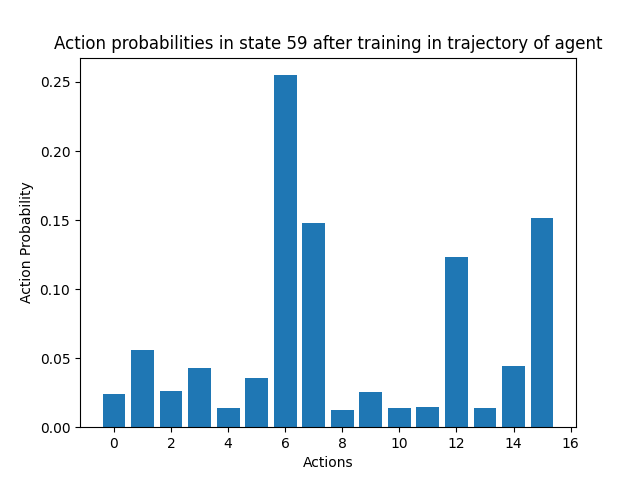 Action probabilities in state 59 after training in trajectory of agent
0.25
0.20
0.15
0.10
0.05
0.00
Action Probability
0 2 4 6 8 10 12 14 16
Actions